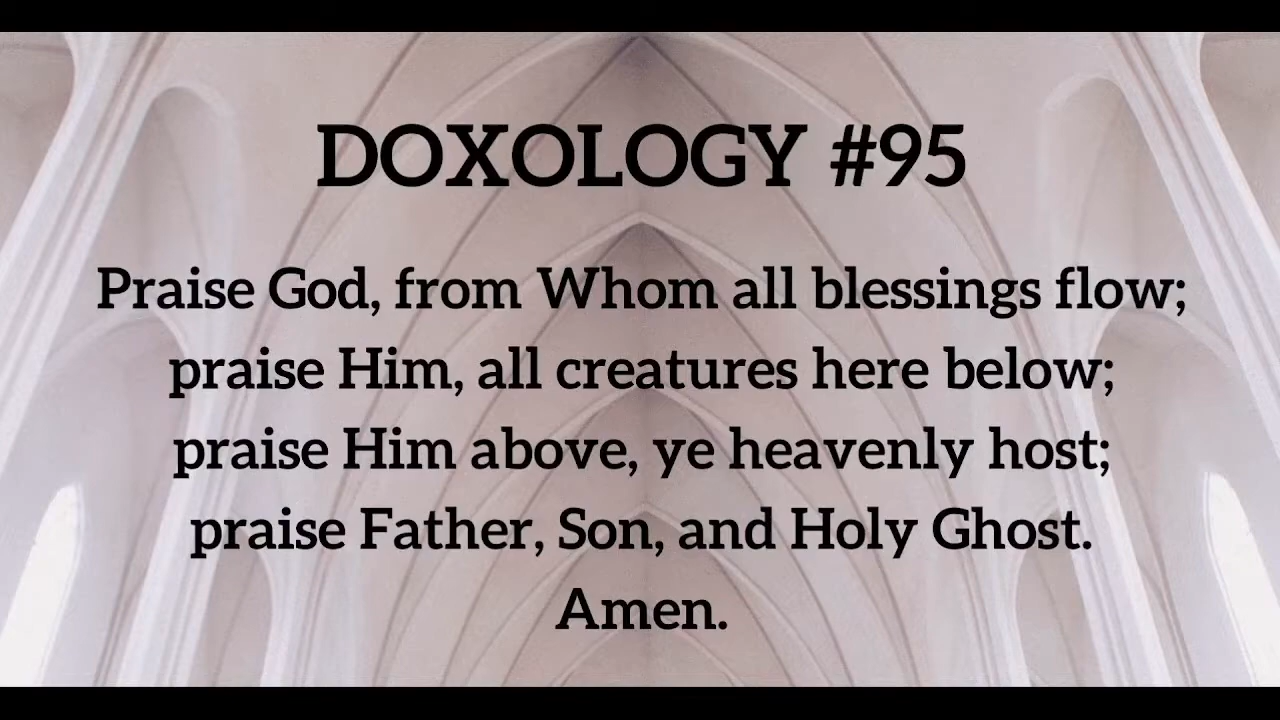 DOXOLOGY #95
Praise God, from Whom all blessings flow;
praise Him, all creatures here below;
praise Him above, ye heavenly host;
praise Father, Son, and Holy Ghost.
Amen.